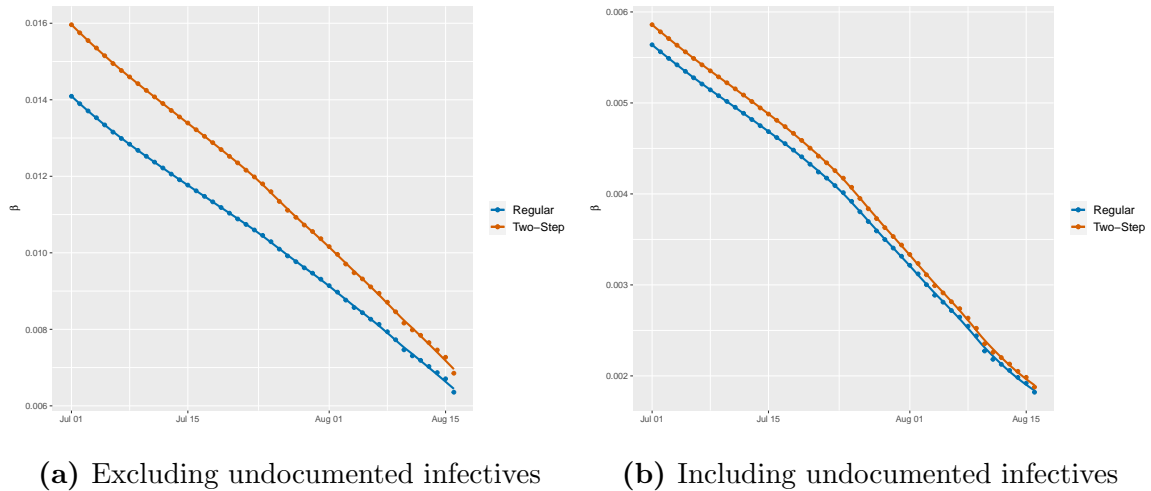 0.016
0.014
0.012
0.010
0.008
0.006
β
Jul 01
Jul 15
Aug 01
Aug 15
Regular
Two−Step
(a) Excluding undocumented infectives
0.006
0.005
0.004
0.003
0.002
β
Jul 01
Jul 15
Aug 01
Aug 15
Regular
Two−Step
(b) Including undocumented infectives